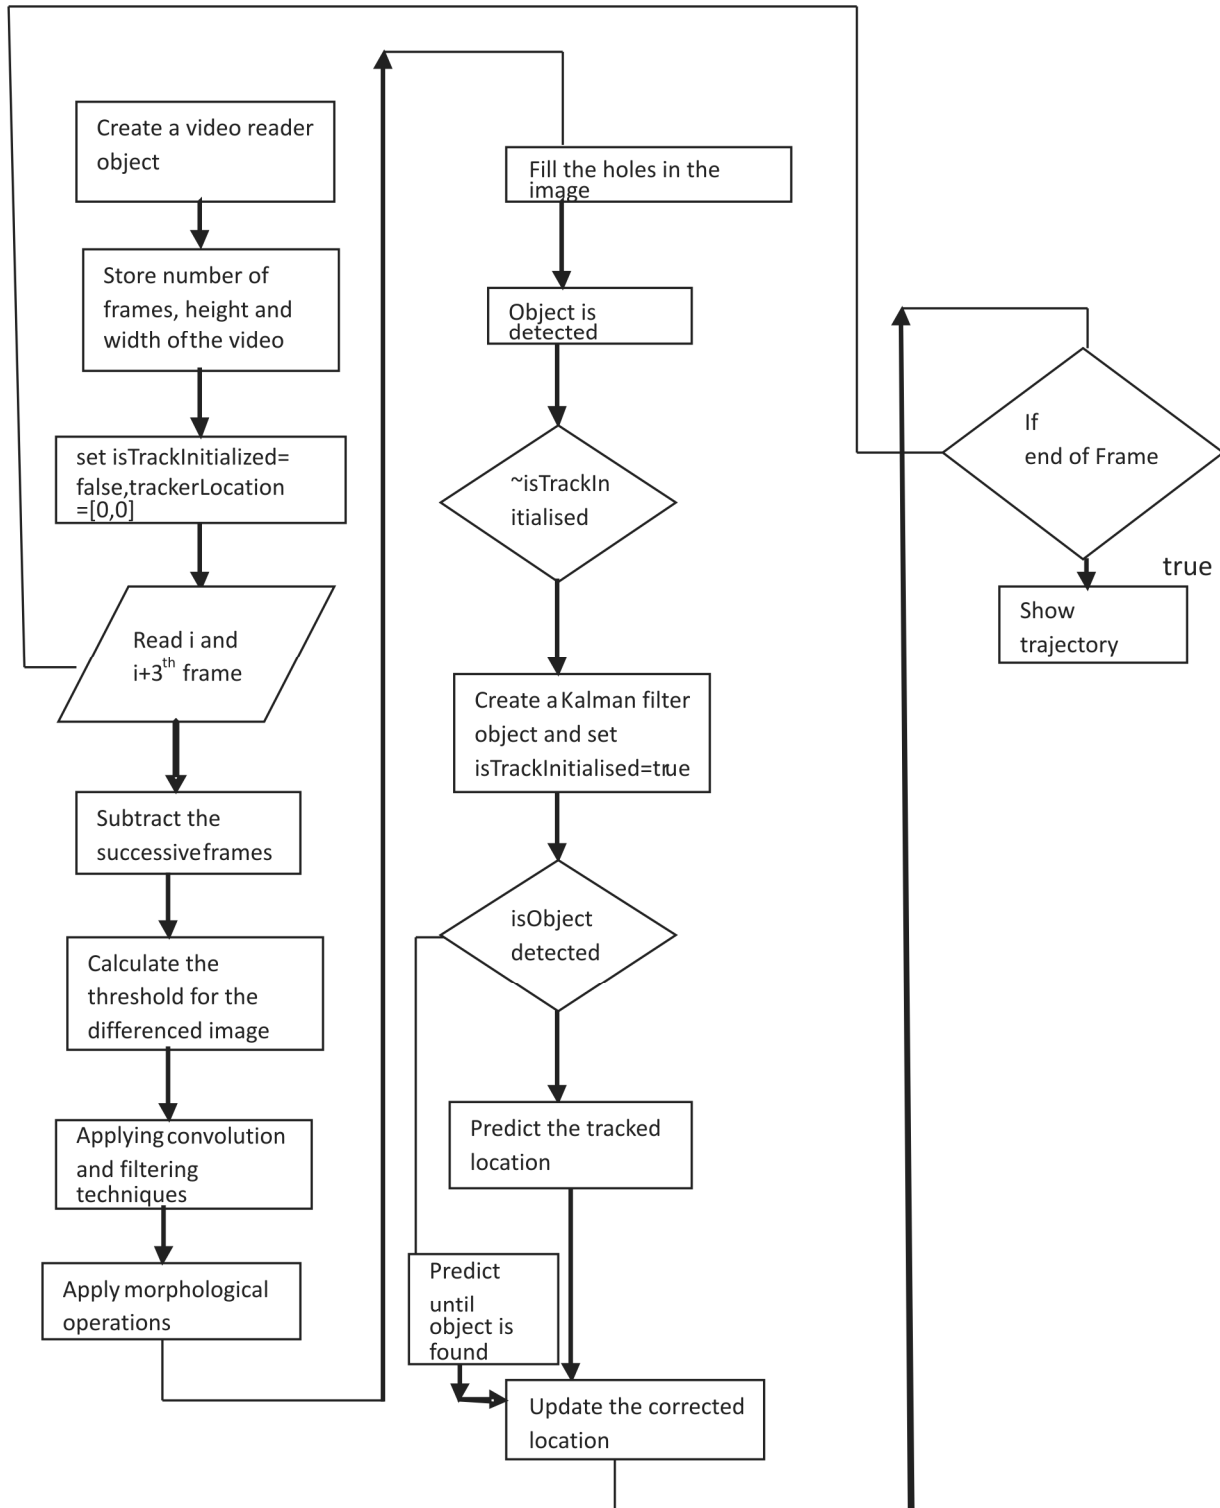 Create a video reader
object
Store number of
frames, height and
width of the video
set isTrackInitialized=
false,trackerLocation
=[0,0]
Read i and
i+3th frame
Subtract the
successive frames
Calculate the
threshold for the
differenced image
Applying convolution
and filtering
techniques
Apply morphological
operations
Fill the holes in the
image
Object is
detected
~isTrackIn
itialised
Create a Kalman filter
object and set
isTrackInitialised=true
isObject
detected
Predict the tracked
location
Predict
until
object is
found
Update the corrected
location
If
end of Frame
true
Show
trajectory